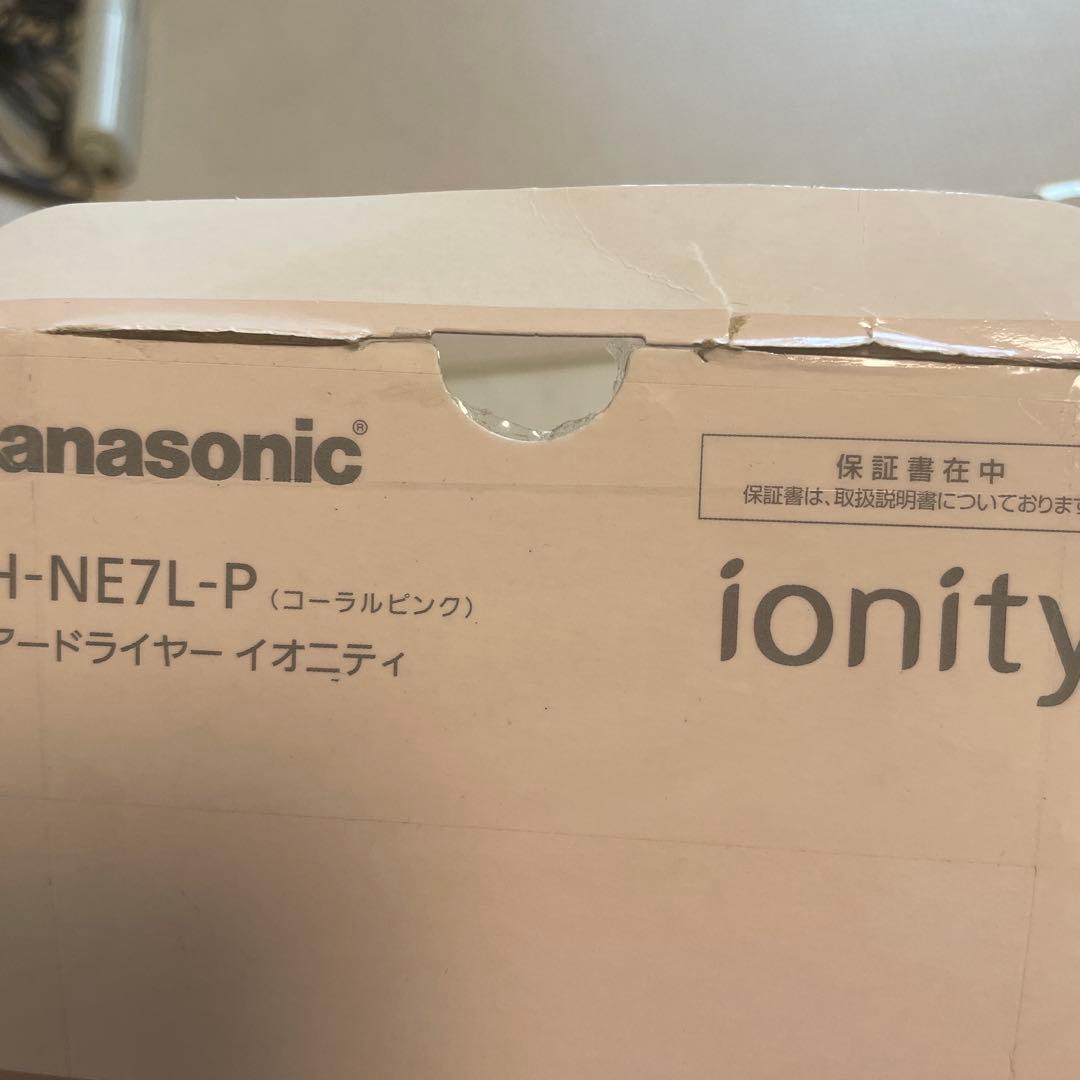 anasonic®
保証書在中
保証書は、取扱説明書についております
H-NE7L-P (コーラルピンク)
アードライヤー イオニティ
ionity